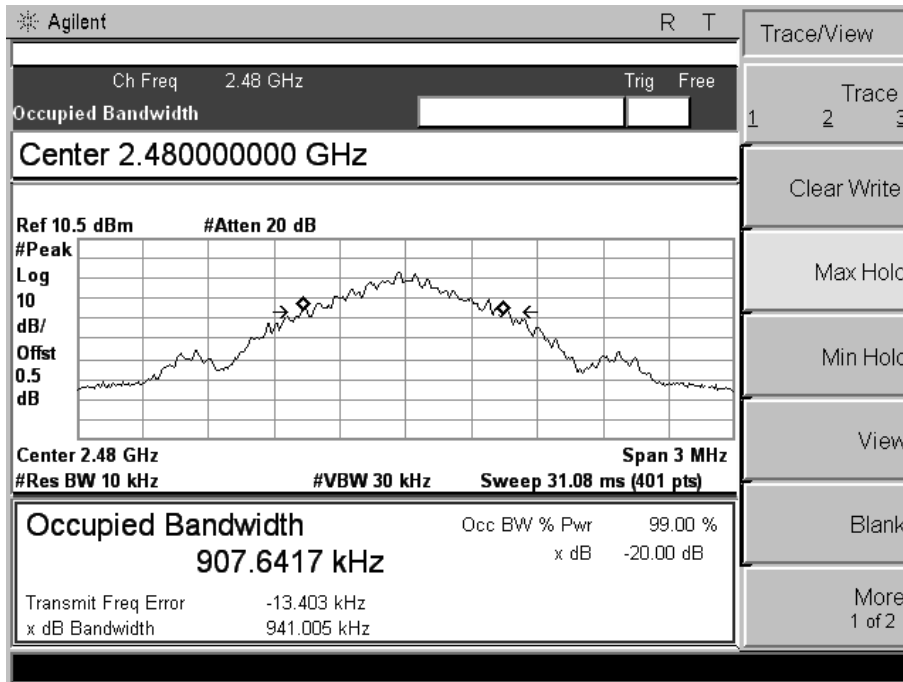 Agilent R T
Ch Freq 2.48 GHz Trig Free
Occupied Bandwidth
Center 2.480000000 GHz
Ref 10.5 dBm #Atten 20 dB
#Peak
Log
10
dB/
Offst
0.5
dB
Center 2.48 GHz Span 3 MHz
#Res BW 10 kHz #VBW 30 kHz Sweep 31.08 ms (401 pts)
Occupied Bandwidth
907.6417 kHz
Occ BW % Pwr 99.00 %
x dB -20.00 dB
Transmit Freq Error -13.403 kHz
x dB Bandwidth 941.005 kHz
Trace/View
Trace
1 2 3
Clear Write
Max Hold
Min Hold
View
Blank
More
1 of 2